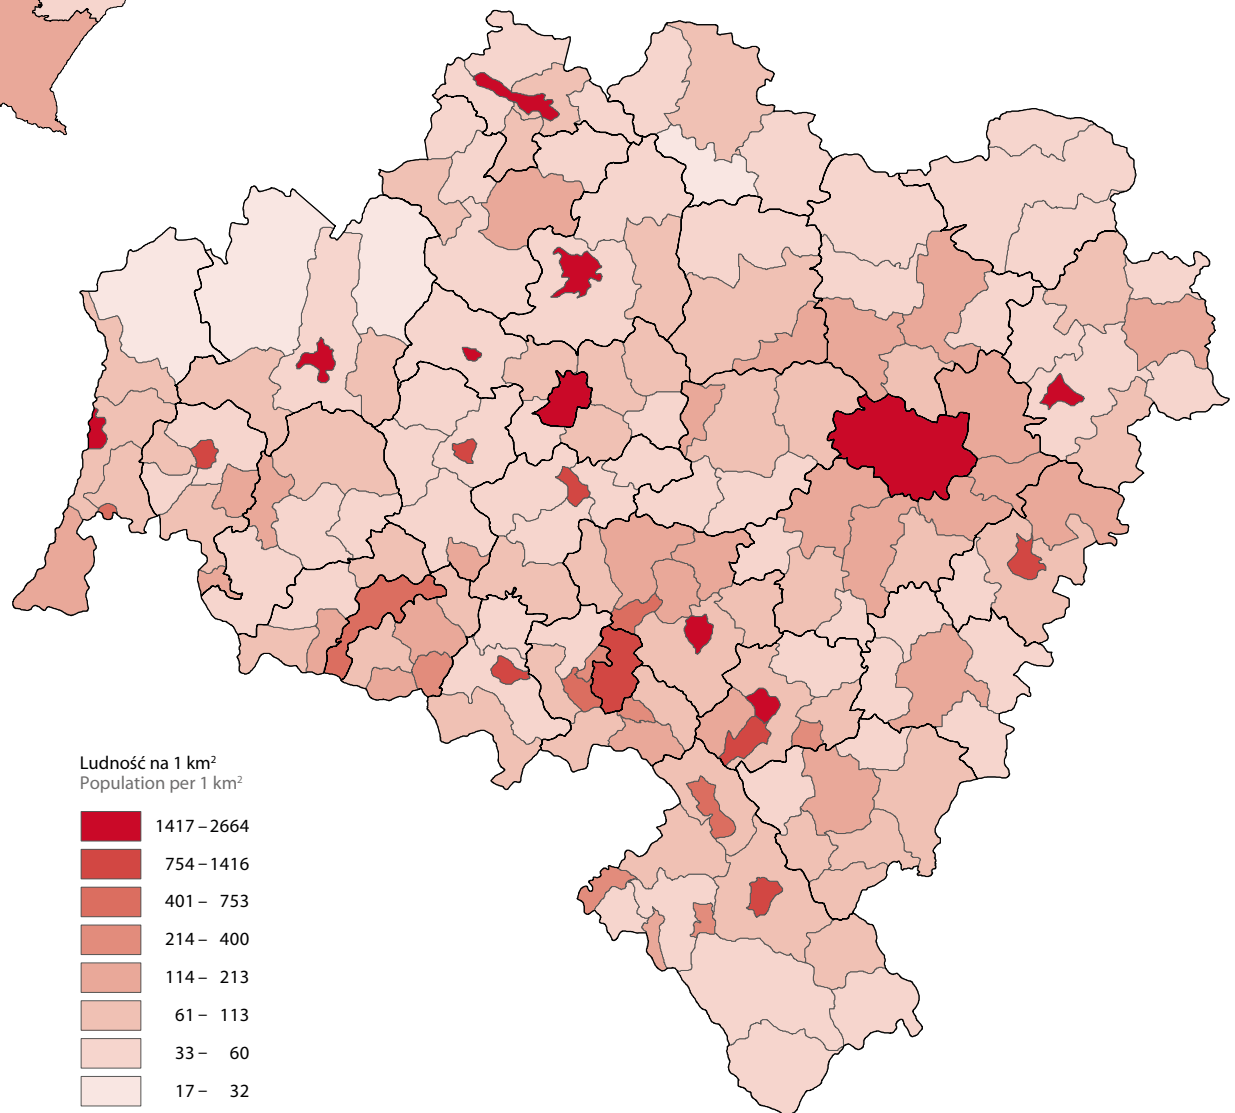 Ludność na 1 km²
Population per 1 km²
1417 – 2664
754 – 1416
401 – 753
214 – 400
114 – 213
61 – 113
33 – 60
17 – 32